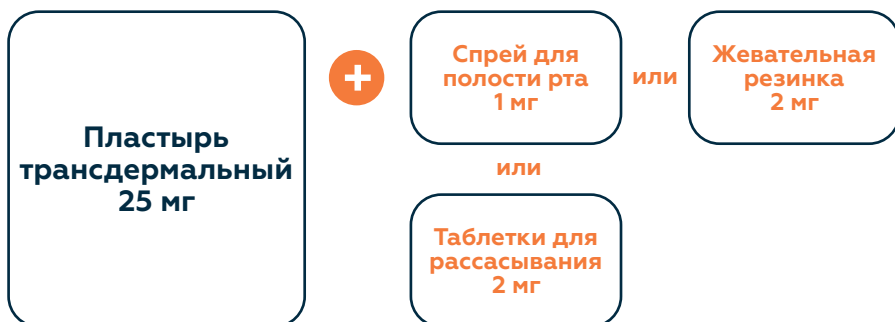 Пластырь
трансдермальный
25 мг
+
Спрей для
полости рта
1 мг
или
Жевательная
резинка
2 мг
или
Таблетки для
рассасывания
2 мг